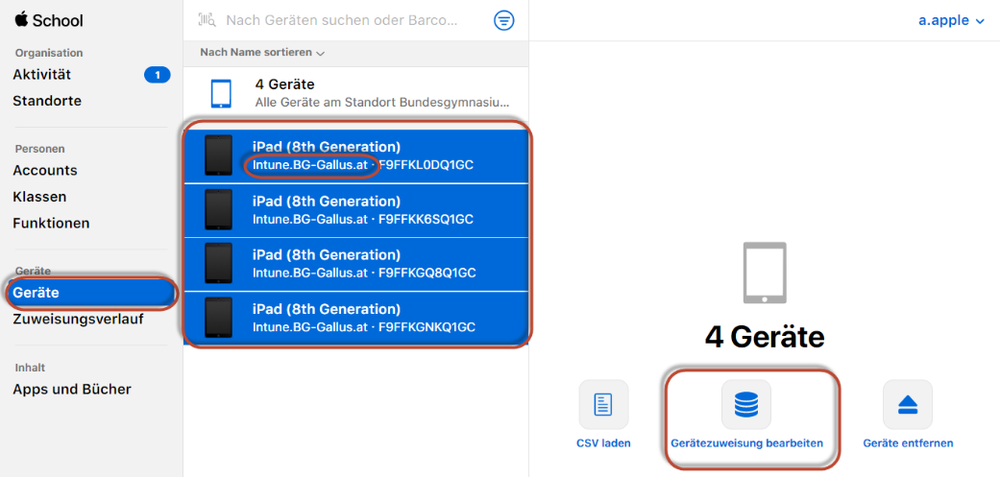 School
Organisation
Aktivität 1
Standorte
Personen
Accounts
Klassen
Funktionen
Geräte
Geräte
Zuweisungsverlauf
Inhalt
Apps und Bücher
Nach Geräten suchen oder Barco...
Nach Name sortieren
4 Geräte
Alle Geräte am Standort Bundesgymnasiu...
iPad (8th Generation)
Intune.BG-Gallus.at · F9FFKL0DQ1GC
iPad (8th Generation)
Intune.BG-Gallus.at · F9FFKK6SQ1GC
iPad (8th Generation)
Intune.BG-Gallus.at · F9FFKGQ8Q1GC
iPad (8th Generation)
Intune.BG-Gallus.at · F9FFKGNKQ1GC
a.apple
4 Geräte
CSV laden
Gerätezuweisung bearbeiten
Geräte entfernen